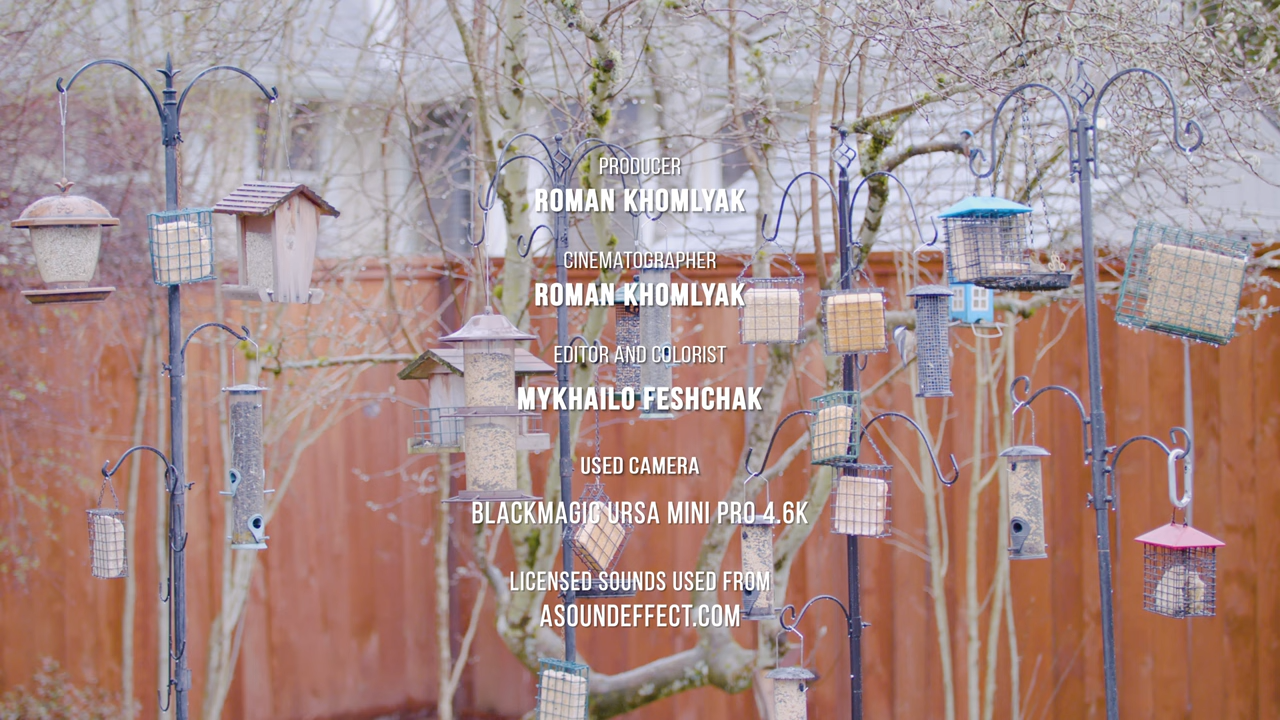 PRODUCER
ROMAN KHOMLYAK
CINEMATOGRAPHER
ROMAN KHOMLYAK
EDITOR AND COLORIST
MYKHAILO FESHCHAK
USED CAMERA
BLACKMAGIC URSA MINI PRO 4.6K
LICENSED SOUNDS USED FROM
ASOUNDEFFECT.COM